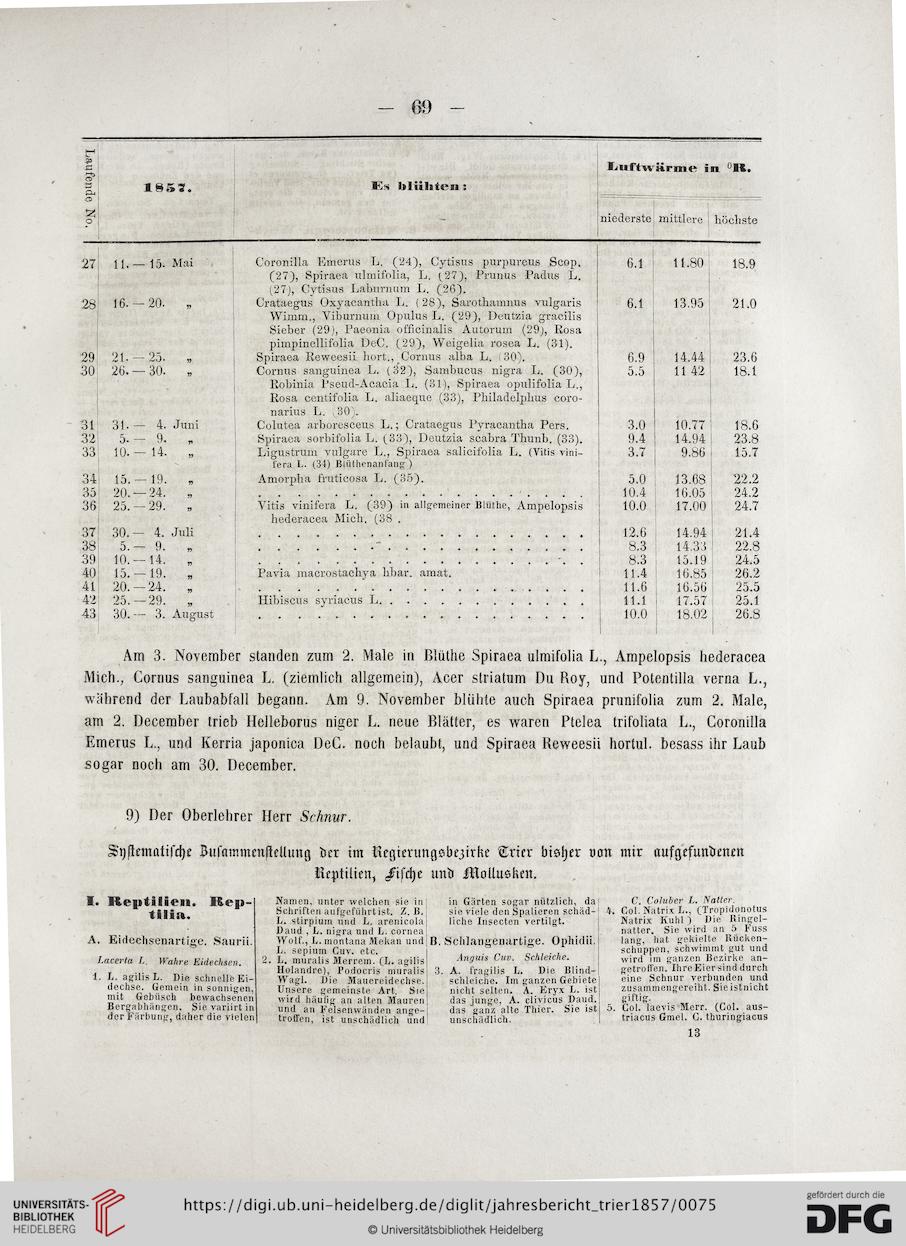 — 69 —
Laufende No.
1857.
Es blühten:
Luftwärme in °R.
niederste mittlere höchste
27 11. — 15. Mai Coronilla Emerus L. (24), Cytisus purpureus Scop. 6.1 11.80 18.9
(27), Spiraea ulmifolia, L. (27), Prunus Padus L.
(27), Cytisus Laburnum L. (26).
28 16. — 20. „ Crataegus Oxyacantha L. (28), Sarothamnus vulgaris 6.1 13.95 21.0
Wimm., Viburnum Opulus L. (29), Deutzia gracilis
Sieber (29), Paeonia officinalis Autorum (29), Rosa
pimpinellifolia DeC. (29), Weigelia rosea L. (31).
29 21. — 25. „ Spiraea Reweesii hort., Cornus alba L. (30). 6.9 14.44 23.6
30 26. — 30. „ Cornus sanguinea L. (32), Sambucus nigra L. (30), 5.5 11 42 18.1
Robinia Pseud-Acacia L. (31), Spiraea opulifolia L.,
Rosa centifolia L. aliaeque (33), Philadelphus coro-
narius L. (30).
31 31. — 4. Juni Colutea arborescens L.; Crataegus Pyracantha Pers. 3.0 10.77 18.6
32 5. — 9. „ Spiraea sorbifolia L. (33), Deutzia scabra Thunb. (33). 9.4 14.94 23.8
33 10. — 14. „ Ligustrum vulgare L., Spiraea salicifolia L. (Vitis vini- 3.7 9.86 15.7
fera L. (34) Blüthenanfang)
34 15. — 19. „ Amorpha fruticosa L. (35). 5.0 13.68 22.2
35 20. — 24. „ . . . . . . . . . . . . . . . . . . 10.4 16.05 24.2
36 25. — 29. „ Vitis vinifera L. (39) in allgemeiner Blüthe, Ampelopsis 10.0 17.00 24.7
hederacea Mich. (38 .
37 30. — 4. Juli . . . . . . . . . . . . . . . . . . 12.6 14.94 21.4
38 5. — 9. „ . . . . . . . . . . . . . . . . . . 8.3 14.33 22.8
39 10. — 14. „ . . . . . . . . . . . . . . . . . . 8.3 15.19 24.5
40 15. — 19. „ Pavia macrostachya hbar. amat. 11.4 16.85 26.2
41 20. — 24. „ . . . . . . . . . . . . . . . . . . 11.6 16.56 25.5
42 25. — 29. „ Hibiscus syriacus L. . . . . . . . . . . . 11.1 17.57 25.1
43 30. — 3. August . . . . . . . . . . . . . . . . . . 10.0 18.02 26.8
Am 3. November standen zum 2. Male in Blüthe Spiraea ulmifolia L., Ampelopsis hederacea
Mich., Cornus sanguinea L. (ziemlich allgemein), Acer striatum Du Roy, und Potentilla verna L.,
während der Laubabfall begann. Am 9. November blühte auch Spiraea prunifolia zum 2. Male,
am 2. December trieb Helleborus niger L. neue Blätter, es waren Ptelea trifoliata L., Coronilla
Emerus L., und Kerria japonica DeC. noch belaubt, und Spiraea Reweesii hortul. besass ihr Laub
sogar noch am 30. December.
9) Der Oberlehrer Herr Schnur.
Systematische Zusammenstellung der im Regierungsbezirke Trier bisher von mir aufgefundenen
Reptilien, Fische und Mollusken.
I. Reptilien. Rep-
tilia.
A. Eidechsenartige. Saurii.
Lacerta L. Wahre Eidechsen.
1. L. agilis L. Die schnelle Ei-
dechse. Gemein in sonnigen,
mit Gebüsch bewachsenen
Bergabhängen. Sie variirt in
der Färbung, daher die vielen
Namen, unter welchen sie in
Schriften aufgeführt ist. Z. B.
L. stirpium und L. arenicola
Daud, L. nigra und L. cornea
Wolf., L. montana Mekan und
L. sepium Cuv. etc.
2. L. muralis Merrem. (L. agilis
Holandre), Podocris muralis
Wagl. Die Mauereidechse.
Unsere gemeinste Art. Sie
wird häufig an alten Mauren
und an Felsenwänden ange-
troffen, ist unschädlich und
in Gärten sogar nützlich, da
sie viele den Spalieren schäd-
liche Insecten vertilgt.
B. Schlangenartige. Ophidii.
Anguis Cuv. Schleiche.
3. A. fragilis L. Die Blind-
schleiche. Im ganzen Gebiete
nicht selten. A. Eryx L. ist
das junge, A. clivicus Daud.
das ganz alte Thier. Sie ist
unschädlich.
C. Coluber L. Natter.
4. Col. Natrix L., (Tropidonotus
Natrix Kuhl) Die Ringel-
natter. Sie wird an 5 Fuss
lang, hat gekielte Rücken-
schuppen, schwimmt gut und
wird im ganzen Bezirke an-
getroffen. Ihre Eier sind durch
eine Schnur verbunden und
zusammengereiht. Sie ist nicht
giftig.
5. Col. laevis Merr. (Col. aus-
triacus Gmel. C. thuringiacus
13
UNIVERSITÄTS-
BIBLIOTHEK
HEIDELBERG
https://digi.ub.uni-heidelberg.de/diglit/jahresbericht_trier1857/0075
© Universitätsbibliothek Heidelberg
gefördert durch die
DFG